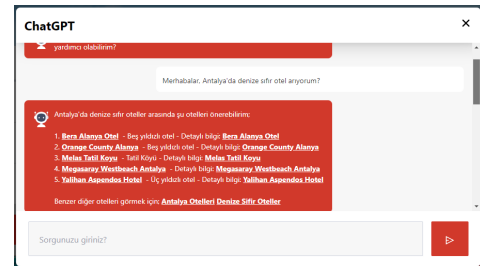 ChatGPT
×
yardımcı olabilirim?
Merhabalar, Antalya'da denize sıfır otel arıyorum?
Antalya'da denize sıfır oteller arasında şu otelleri önerebilirim:
1. Bera Alanya Otel - Beş yıldızlı otel - Detaylı bilgi: Bera Alanya Otel
2. Orange County Alanya - Beş yıldızlı otel - Detaylı bilgi: Orange County Alanya
3. Melas Tatil Köyü - Tatil Köyü - Detaylı bilgi: Melas Tatil Koyu
4. Megasaray Westbeach Antalya - Detaylı bilgi: Megasaray Westbeach Antalya
5. Yalihan Aspendos Hotel - Üç yıldızlı otel - Detaylı bilgi: Yalihan Aspendos Hotel
Benzer diğer otelleri görmek için: Antalya Otelleri Denize Sifir Oteller
Sorgunuzu giriniz?